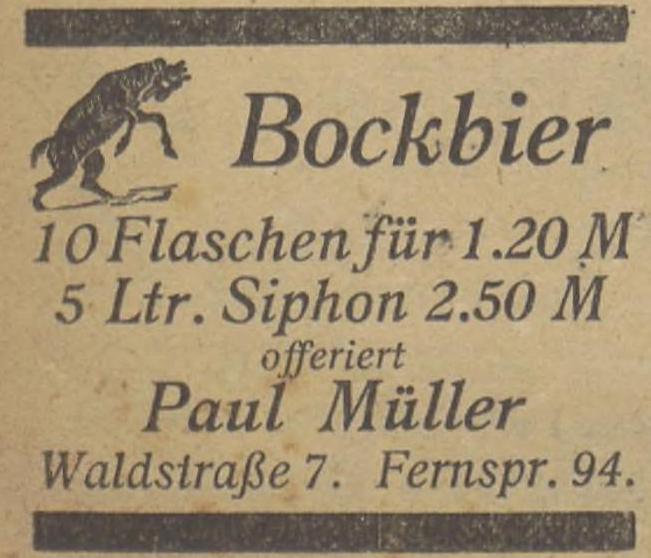 Bockbier
10 Flaschen für 1.20 M
5 Ltr. Siphon 2.50 M
offeriert
Paul Müller
Waldstraße 7. Fernspr. 94.